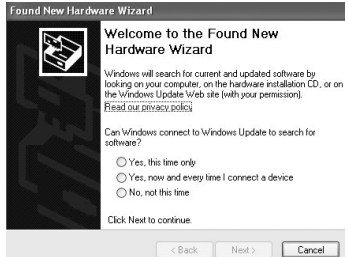 Found New Hardware Wizard
Welcome to the Found New
Hardware Wizard
Windows will search for current and updated software by
looking on your computer, on the hardware installation CD, or on
the Windows Update Web site (with your permission).
Read our privacy policy
Can Windows connect to Windows Update to search for
software?
Yes, this time only
Yes, now and every time I connect a device
No, not this time
Click Next to continue.
< Back
Next >
Cancel